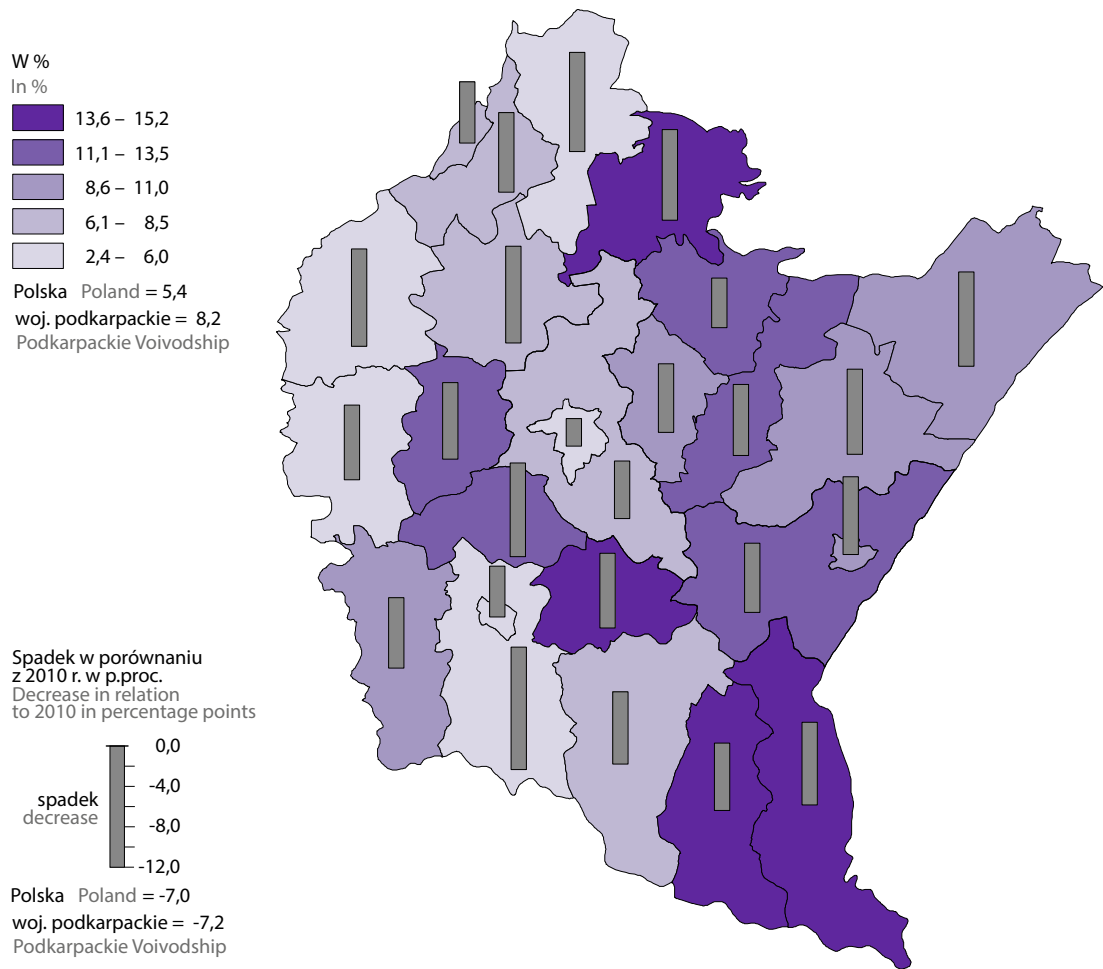 W %
In %
13,6 – 15,2
11,1 – 13,5
8,6 – 11,0
6,1 – 8,5
2,4 – 6,0
Polska Poland = 5,4
woj. podkarpackie = 8,2
Podkarpackie Voivodship
Spadek w porównaniu
z 2010 r. w p.proc.
Decrease in relation
to 2010 in percentage points
0,0
-4,0
spadek
decrease
-8,0
-12,0
Polska Poland = -7,0
woj. podkarpackie = -7,2
Podkarpackie Voivodship